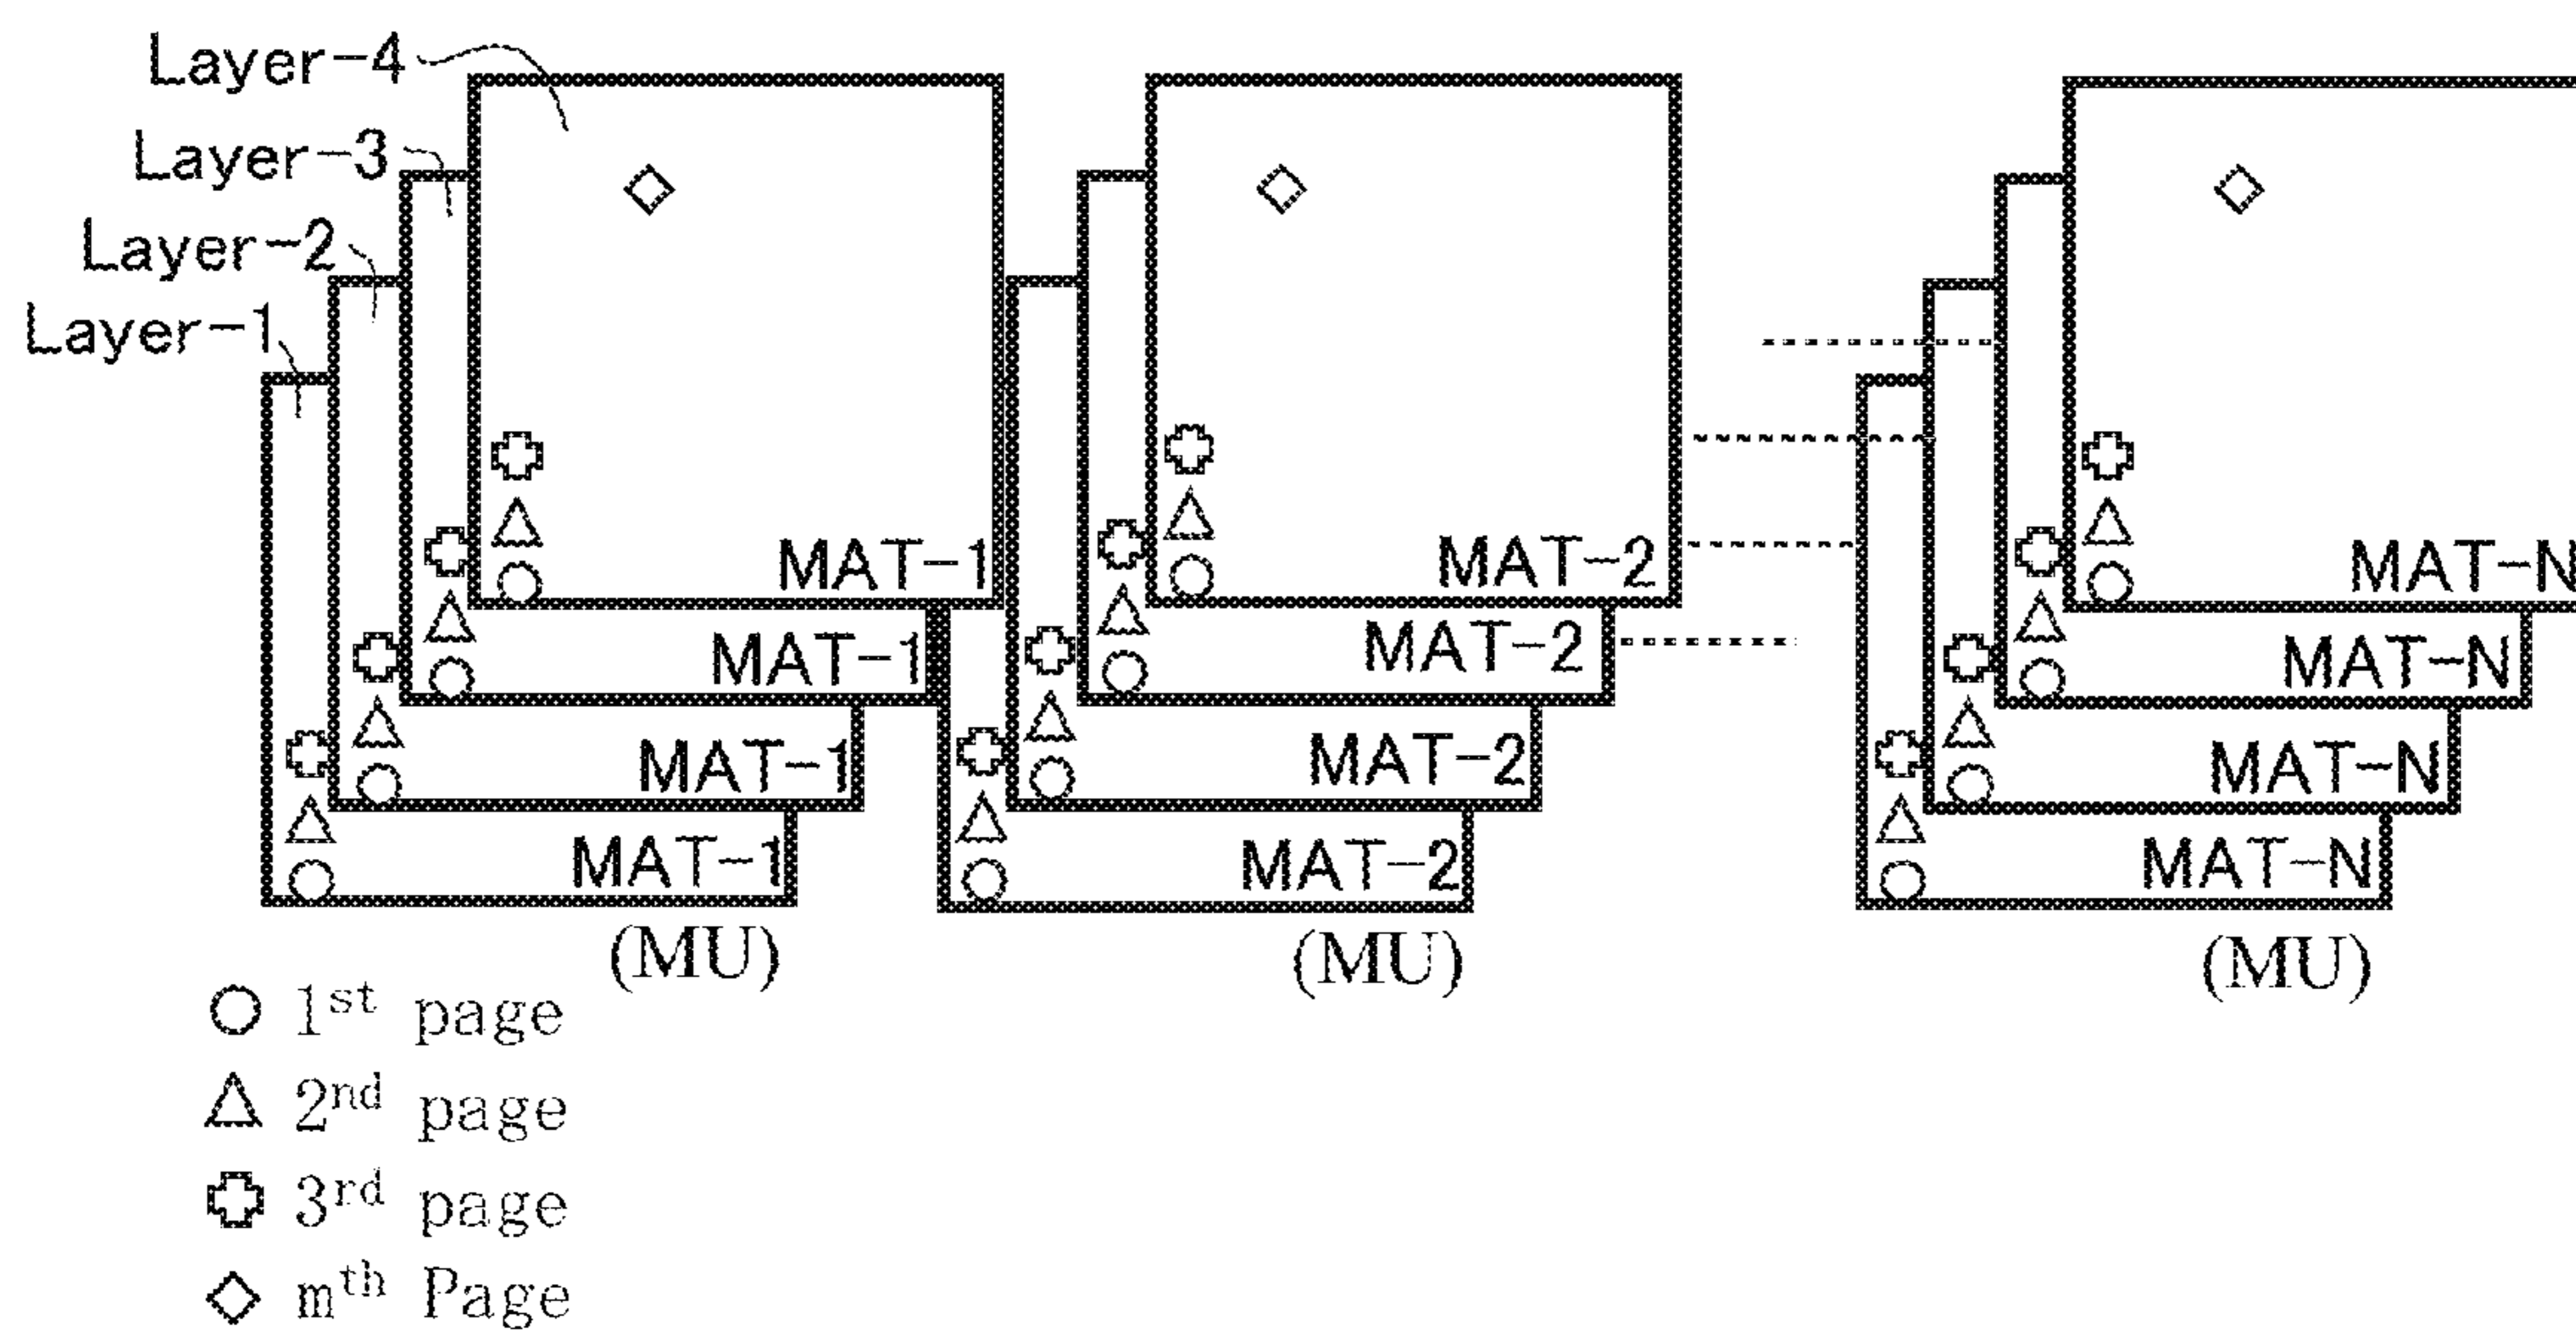 Layer-4
Layer-3
Layer-2
Layer-1
MAT-1
MAT-2
MAT-N
MAT-1
MAT-2
MAT-N
MAT-1
MAT-2
MAT-N
MAT-1
MAT-2
MAT-N
(MU)
(MU)
(MU)
1st page
2nd page
3rd page
mth Page